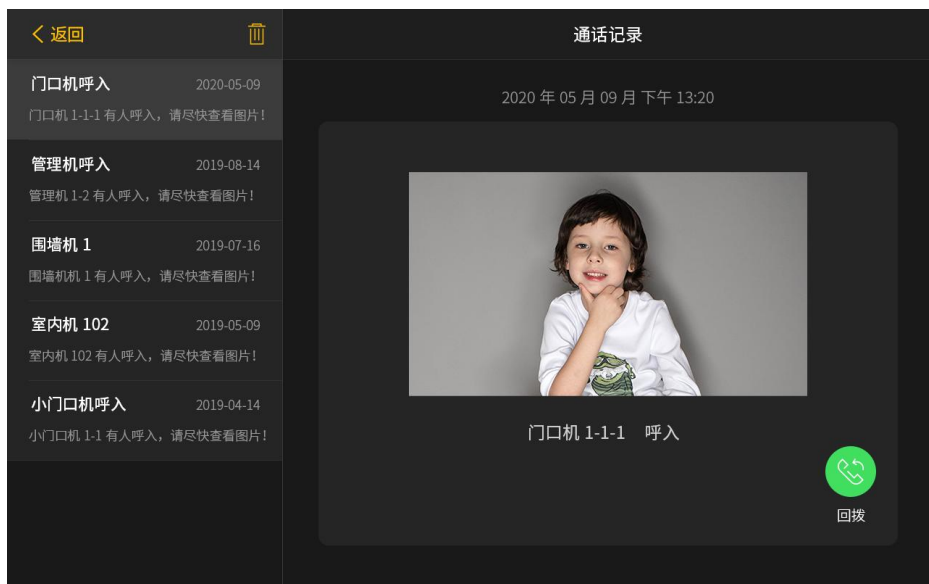 返回
通话记录
门口机呼入 2020-05-09
门口机 1-1-1 有人呼入，请尽快查看图片！
管理机呼入 2019-08-14
管理机 1-2 有人呼入，请尽快查看图片！
围墙机 1 2019-07-16
围墙机机 1 有人呼入，请尽快查看图片！
室内机 102 2019-05-09
室内机 102 有人呼入，请尽快查看图片！
小门口机呼入 2019-04-14
小门口机 1-1 有人呼入，请尽快查看图片！
2020 年 05 月 09 月 下午 13:20
门口机 1-1-1 呼入
回拨